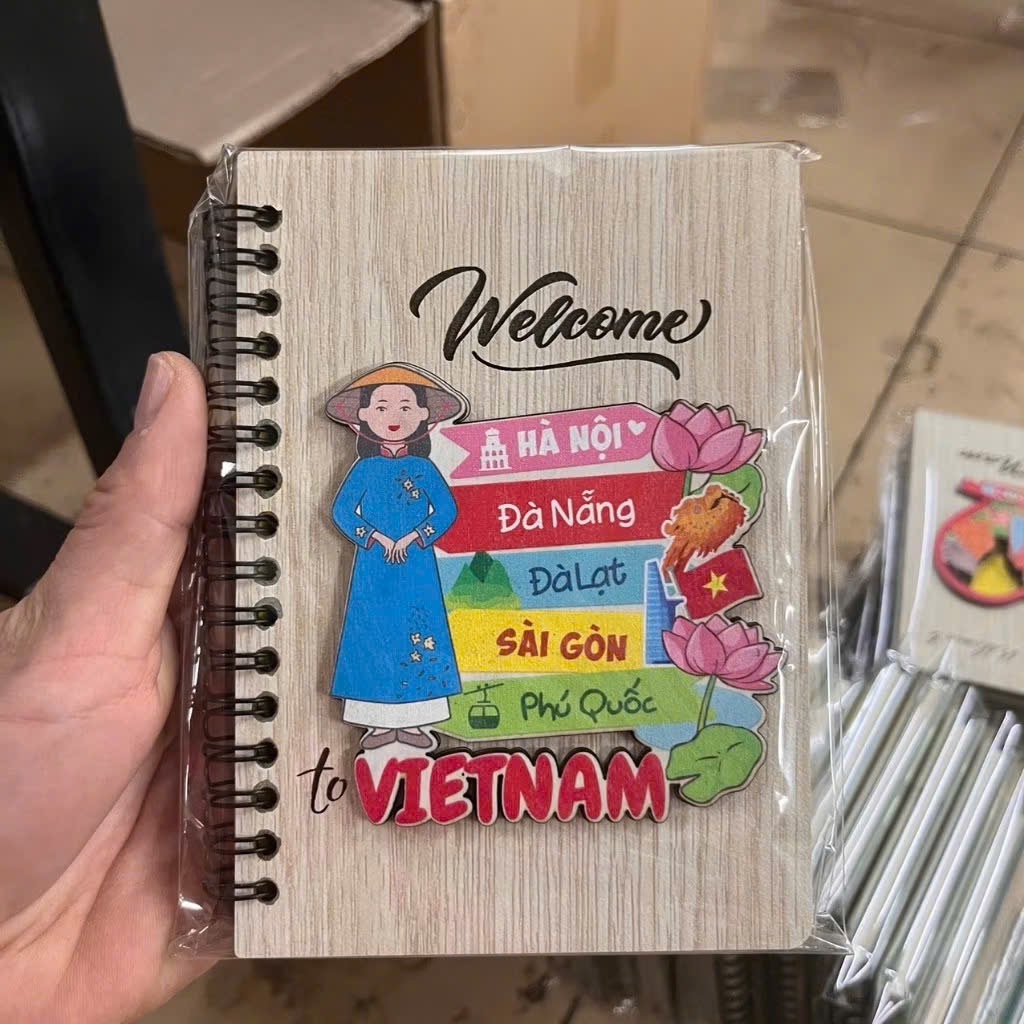 Welcome
HÀ NỘI
Đà Nẵng
Đà Lạt
SÀI GÒN
Phú Quốc
to VIETNAM